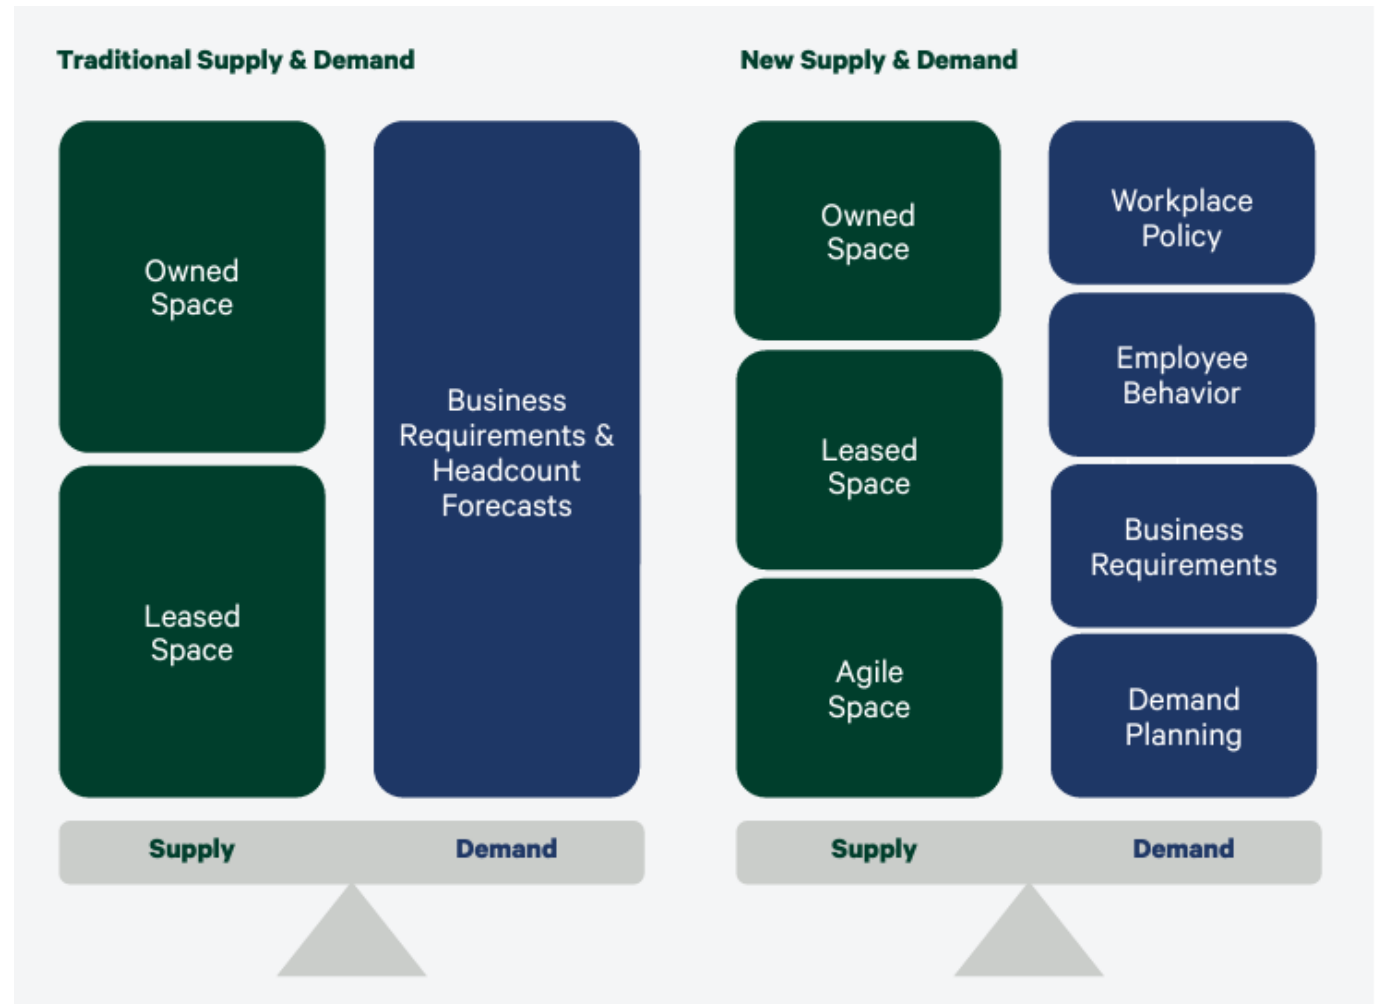 Traditional Supply & Demand
Owned
Space
Leased
Space
Business
Requirements &
Headcount
Forecasts
Supply
Demand
New Supply & Demand
Owned
Space
Leased
Space
Agile
Space
Workplace
Policy
Employee
Behavior
Business
Requirements
Demand
Planning
Supply
Demand